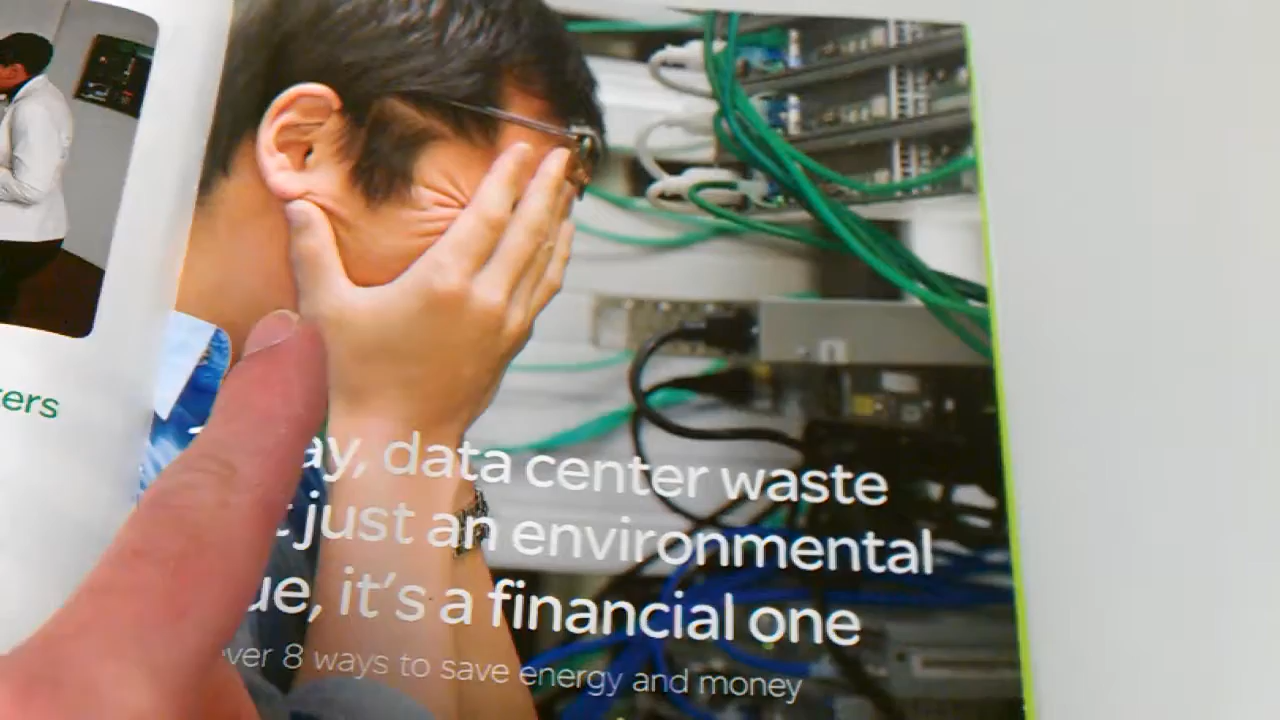 ers
ay, data center waste
t just an environmental
ue, it's a financial one
ver 8 ways to save energy and money